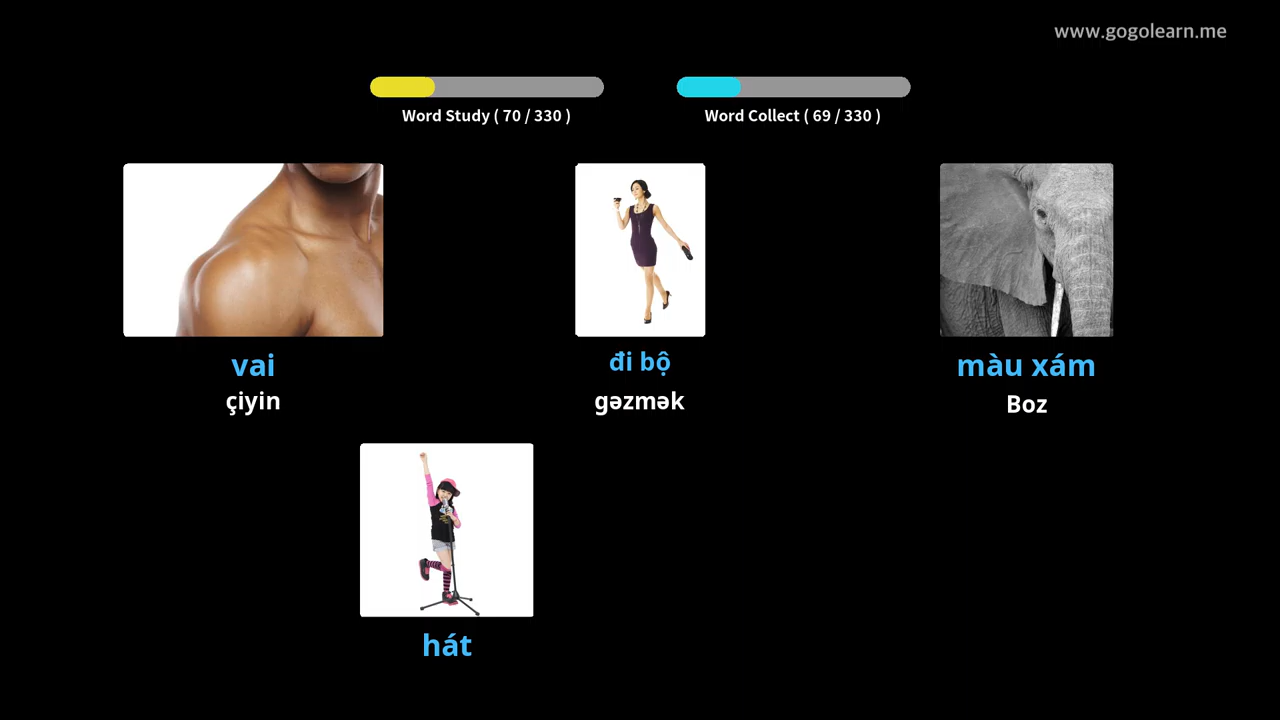 www.gogolearn.me
Word Study ( 70 / 330 )
Word Collect ( 69 / 330 )
vai
çiyin
đi bộ
gəzmək
màu xám
Boz
hát